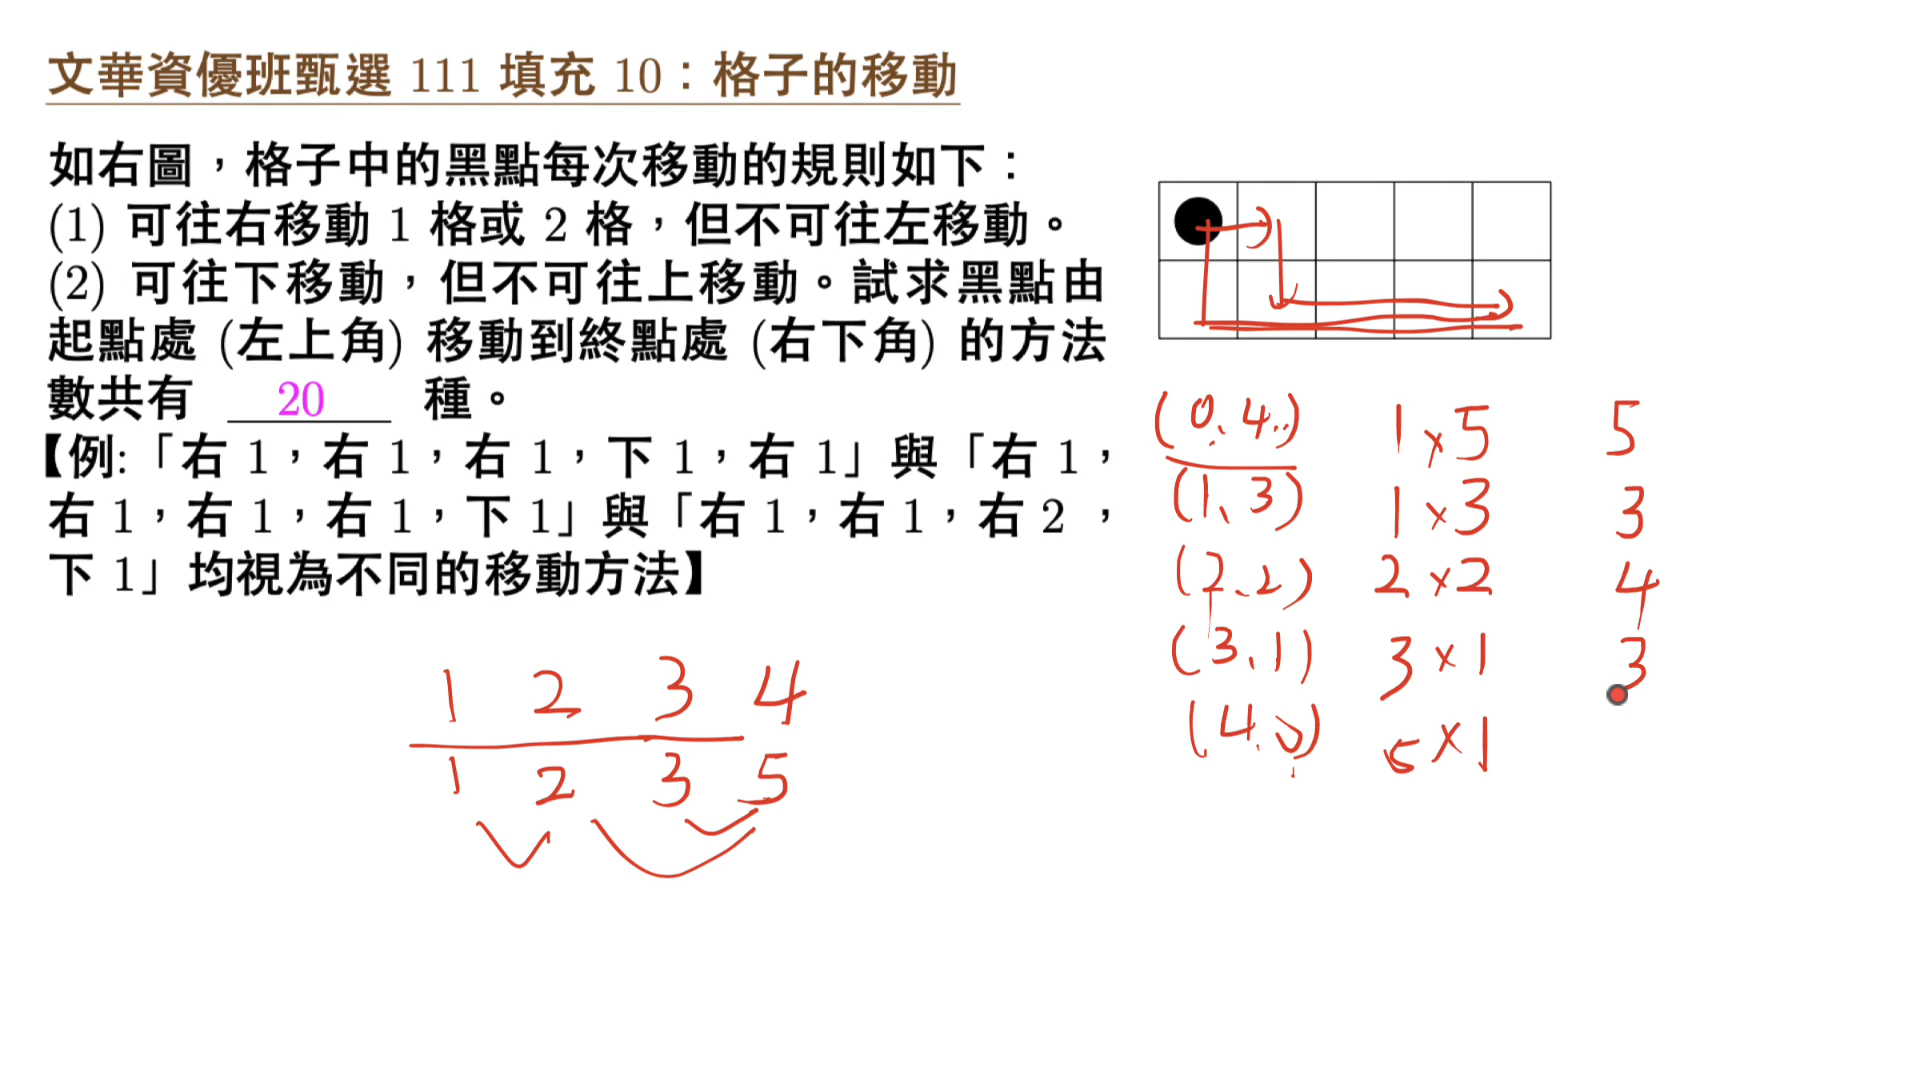 文華資優班甄選 111 填充 10：格子的移動
如右圖，格子中的黑點每次移動的規則如下：
(1) 可往右移動 1 格或 2 格，但不可往左移動。
(2) 可往下移動，但不可往上移動。試求黑點由
起點處 (左上角) 移動到終點處 (右下角) 的方法
數共有 20 種。
【例:「右 1，右 1，右 1，下 1，右 1」與「右 1，
右 1，右 1，右 1，下 1」與「右 1，右 1，右 2 ，
下 1」均視為不同的移動方法】
(0、4) 1×5 5
(1、3) 1×3 3
(2、2) 2×2 4
(3、1) 3×1 3
(4、0) 5×1
1 2 3 4
1 2 3 5